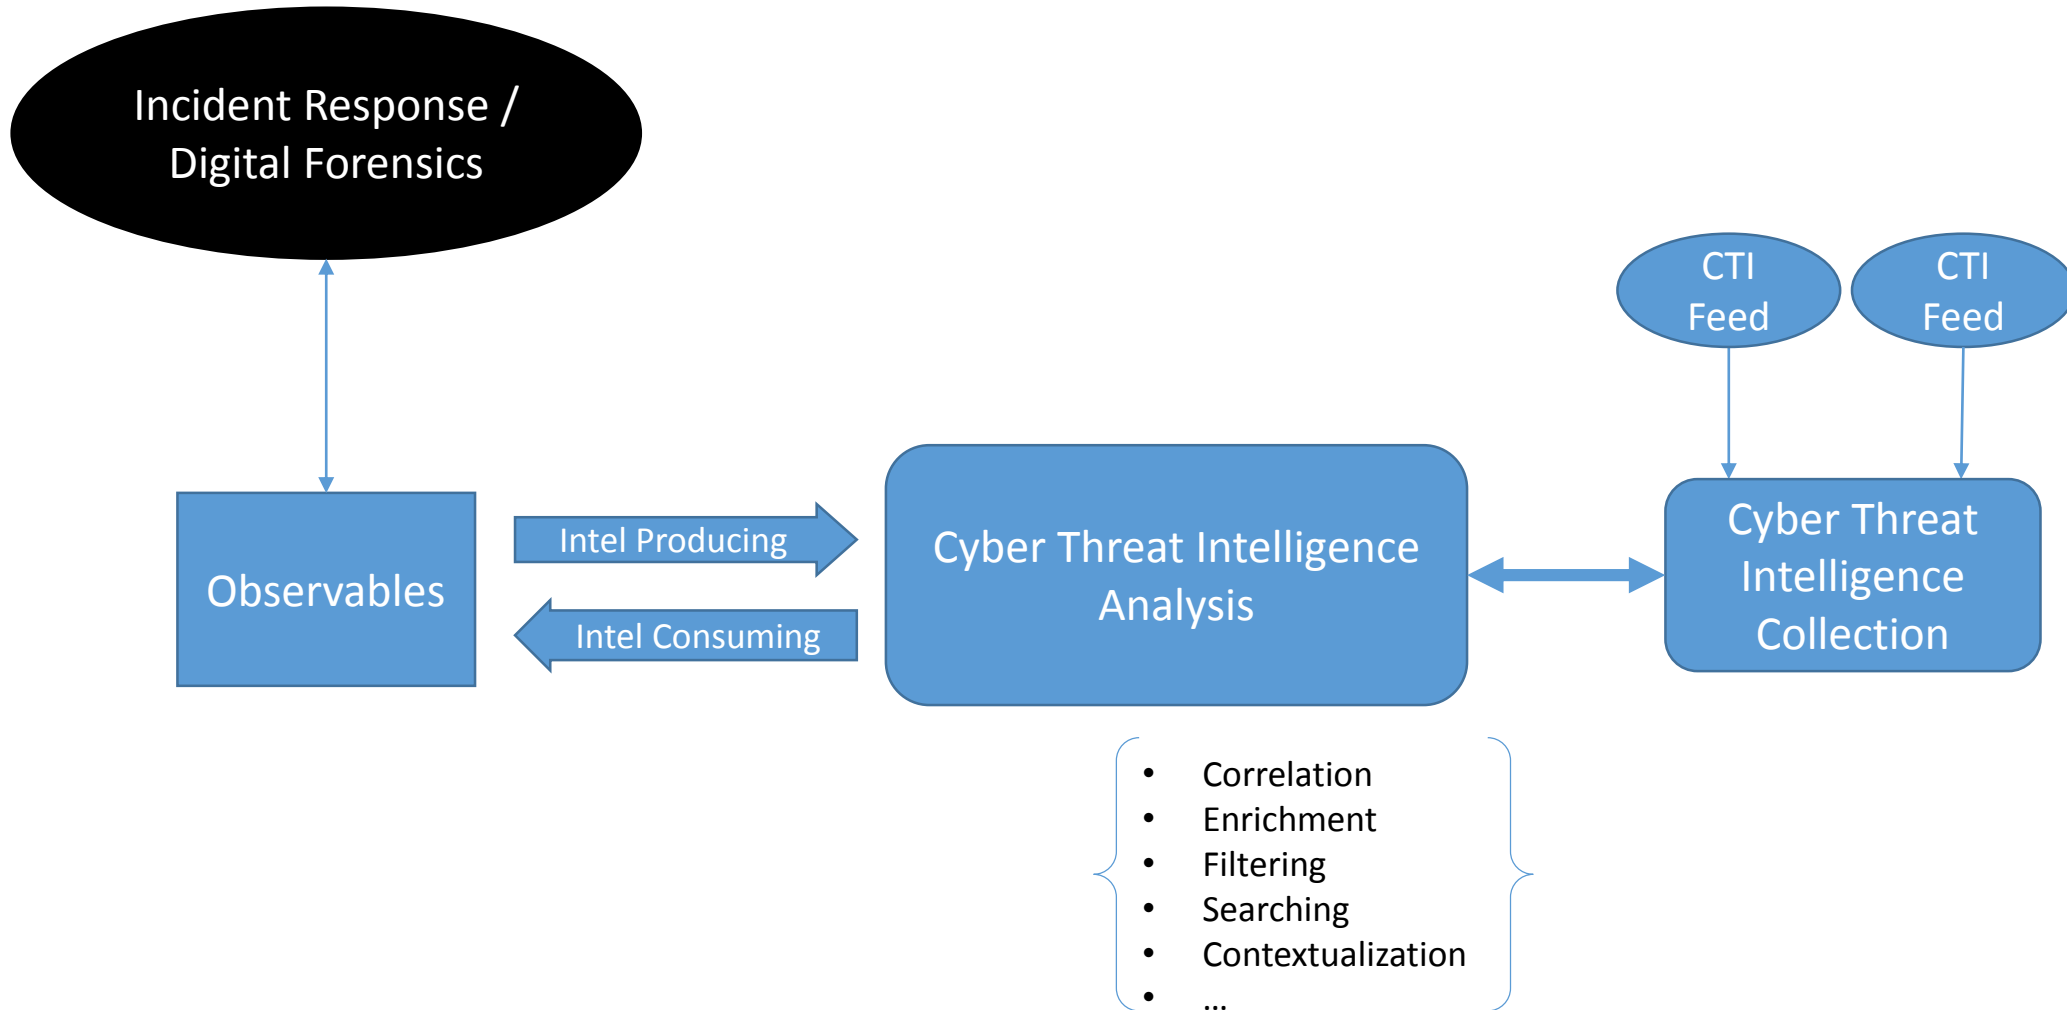 Incident Response /
Digital Forensics
CTI
Feed
CTI
Feed
Observables
Intel Producing
Intel Consuming
Cyber Threat Intelligence
Analysis
Cyber Threat
Intelligence
Collection
• Correlation
• Enrichment
• Filtering
• Searching
• Contextualization
• ...